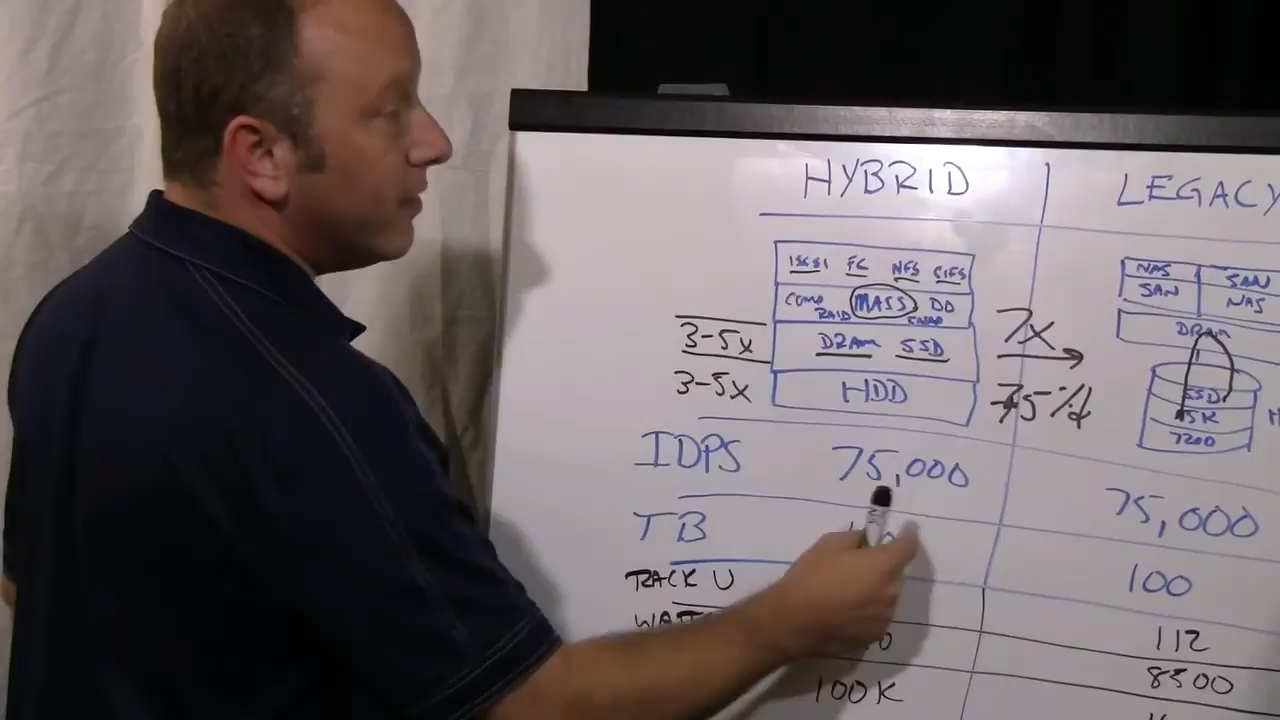 HYBRID LEGACY
ISCSI FC NFS CIFS
NAS SAN
SAN NAS
COMP RAID MASS DD SNAP
3-5x DRAM SSD 7x DRAM
3-5x HDD 75%
SSD
15K
7200
IOPS 75,000 75,000
TB 100
RACK U 112
8500
100K